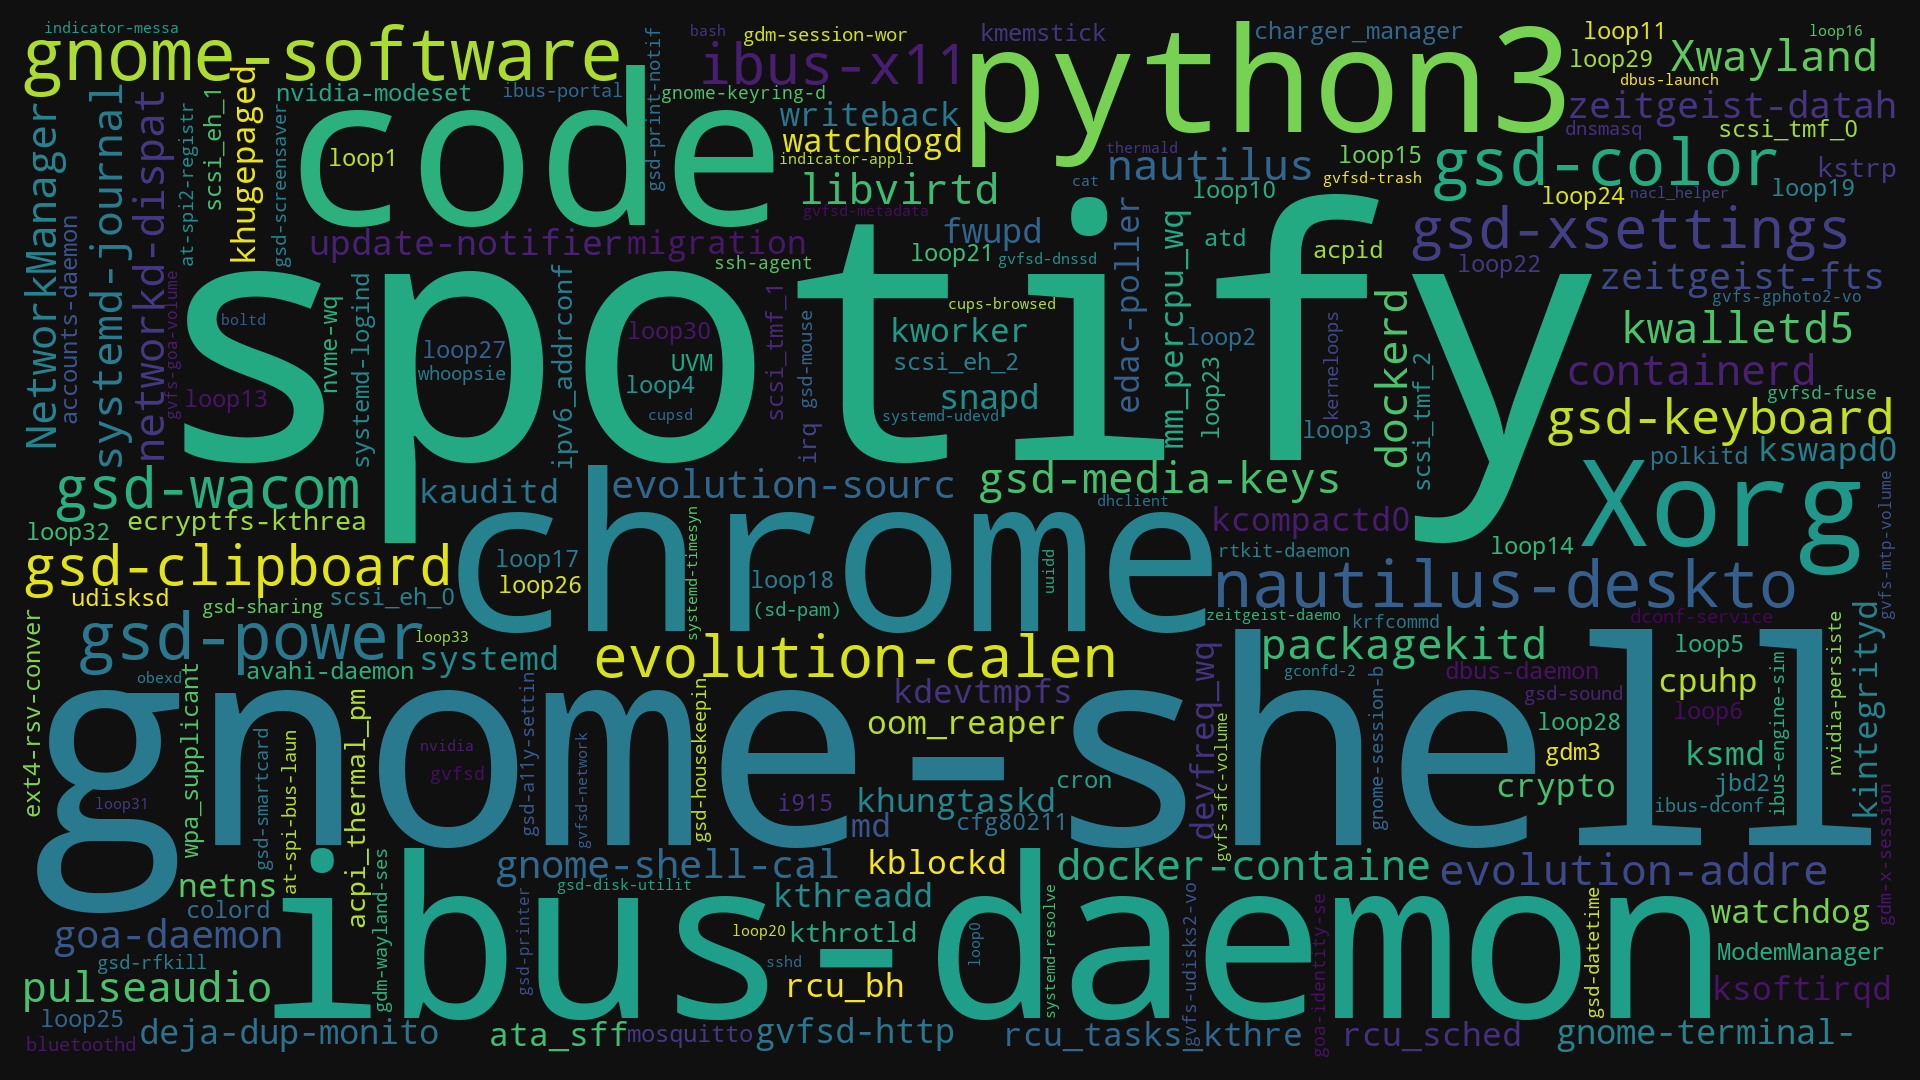 indicator-messa
gnome-software
bash
gdm-session-wor
kmemstick
python3
charger_manager
loop11
loop16
Xwayland
loop29
dbus-launch
ibus-x11
gsd-print-notif
code
nvidia-modeset
ibus-portal
gnome-keyring-d
writeback
zeitgeist-datah
NetworkManager
systemd-journal
networkd-dispat
at-spi2-registr
scsi_eh_1
khugepaged
gsd-screensaver
accounts-daemon
loop1
watchdogd
indicator-appli
thermald
nautilus
loop15
dnsmasq
scsi_tmf_0
gsd-color
kstrp
gvfsd-trash
cat
libvirtd
loop10
loop24
nacl_helper
loop19
gvfsd-metadata
update-notifier
migration
fwupd
edac-poller
mm_percpu_wq
atd
acpid
gsd-xsettings
loop21
gvfsd-dnssd
ssh-agent
loop22
zeitgeist-fts
gvfs-gphoto2-vo
spotify
gvfs-goa-volume
boltd
nvme-wq
systemd-logind
ipv6_addrconf
scsi_tmf_1
gsd-mouse
irq
cups-browsed
loop30
loop27
whoopsie
UVM
loop4
cupsd
loop13
kworker
scsi_eh_2
snapd
systemd-udevd
loop2
loop23
kerneloops
loop3
dockerd
scsi_tmf_2
kwalletd5
containerd
gvfsd-fuse
gsd-keyboard
polkitd
kswapd0
gsd-wacom
kauditd
evolution-sourc
gsd-media-keys
dhclient
Xorg
gvfs-mtp-volume
ecryptfs-kthrea
loop32
chrome
kcompactd0
rtkit-daemon
loop14
gsd-clipboard
loop17
loop26
systemd-timesyn
loop18
(sd-pam)
uuidd
nautilus-deskto
udisksd
gsd-sharing
scsi_eh_0
zeitgeist-daemo
krfcommd
dconf-service
ext4-rsv-conver
gsd-power
loop33
avahi-daemon
systemd
evolution-calen
devfreq_wq
packagekitd
gconfd-2
dbus-daemon
loop5
nvidia-persiste
kintegrityd
obexd
wpa_supplicant
gsd-smartcard
at-spi-bus-laun
acpi_thermal_pm
gnome-shell
nvidia
gvfsd
gsd-a11y-settin
gvfsd-network
gsd-housekeepin
kdevtmpfs
oom_reaper
gvfs-afc-volume
gnome-session-b
gsd-sound
cpuhp
loop6
loop28
gdm3
ksmd
ibus-engine-sim
crypto
jbd2
ibus-dconf
gdm-x-session
loop31
i915
khungtaskd
cron
md
cfg80211
netns
colord
gdm-wayland-ses
gnome-shell-cal
gsd-disk-utilit
kblockd
docker-containe
evolution-addre
ibus-daemon
kthreadd
goa-daemon
gsd-rfkill
gsd-printer
loop20
kthrotld
sshd
loop0
systemd-resolve
gvfs-udisks2-vo
goa-identity-se
gsd-datetime
watchdog
ModemManager
pulseaudio
rcu_bh
ksoftirqd
loop25
bluetoothd
deja-dup-monito
ata_sff
mosquitto
gvfsd-http
rcu_tasks_kthre
rcu_sched
gnome-terminal-